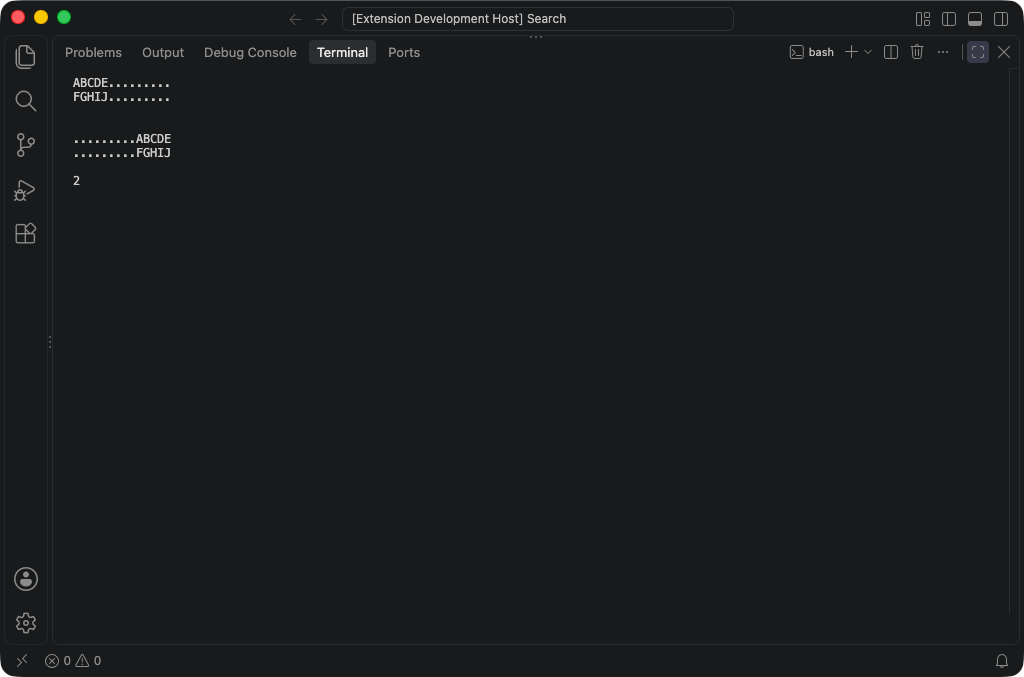 [Extension Development Host] Search
Problems Output Debug Console Terminal Ports bash
ABCDE.........
FGHIJ.........
.........ABCDE
.........FGHIJ
2
0 0